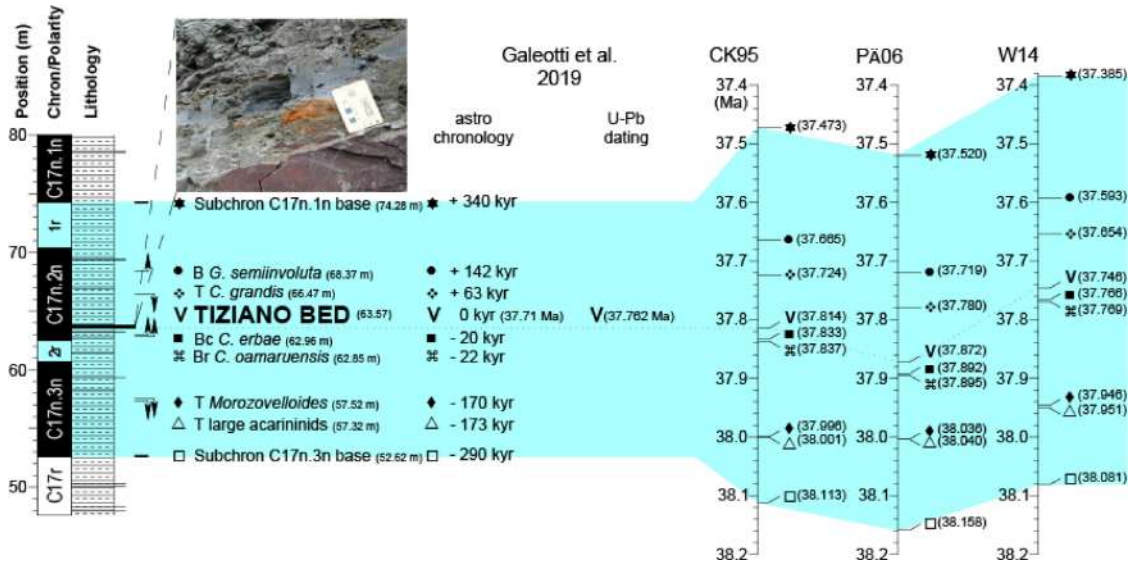 Position (m)
Chron/Polarity
Lithology
Galeotti et al.
2019
astro
chronology
U-Pb
dating
CK95
PÄ06
W14
80
70
60
50
C17n.1n
1r
C17n.2n
2r
C17n.3n
C17r
Subchron C17n.1n base (74.28 m)
+ 340 kyr
B G. semiinvoluta (68.37 m)
+ 142 kyr
T C. grandis (66.47 m)
+ 63 kyr
V TIZIANO BED (63.57)
V 0 kyr (37.71 Ma)
V (37.762 Ma)
Bc C. erbae (62.96 m)
- 20 kyr
Br C. oamaruensis (62.85 m)
- 22 kyr
T Morozovelloides (57.52 m)
- 170 kyr
T large acarininids (57.32 m)
- 173 kyr
Subchron C17n.3n base (52.62 m)
- 290 kyr
37.4
(Ma)
37.5
37.6
37.7
37.8
37.9
38.0
38.1
38.2
(37.473)
(37.665)
(37.724)
V (37.814)
(37.833)
(37.837)
(37.996)
(38.001)
(38.113)
37.4
37.5
37.6
37.7
37.8
37.9
38.0
38.1
38.2
(37.520)
(37.719)
(37.780)
V (37.872)
(37.892)
(37.895)
(38.036)
(38.040)
(38.158)
37.4
37.5
37.6
37.7
37.8
37.9
38.0
38.1
38.2
(37.385)
(37.593)
(37.654)
V (37.746)
(37.766)
(37.769)
(37.946)
(37.951)
(38.081)